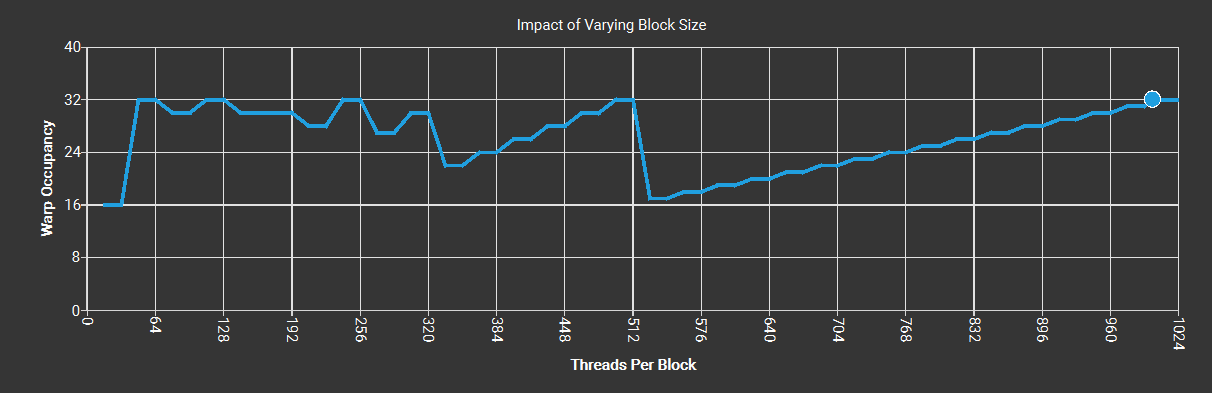 Impact of Varying Block Size
40
32
24
16
8
0
Warp Occupancy
0 64 128 192 256 320 384 448 512 576 640 704 768 832 896 960 1024
Threads Per Block